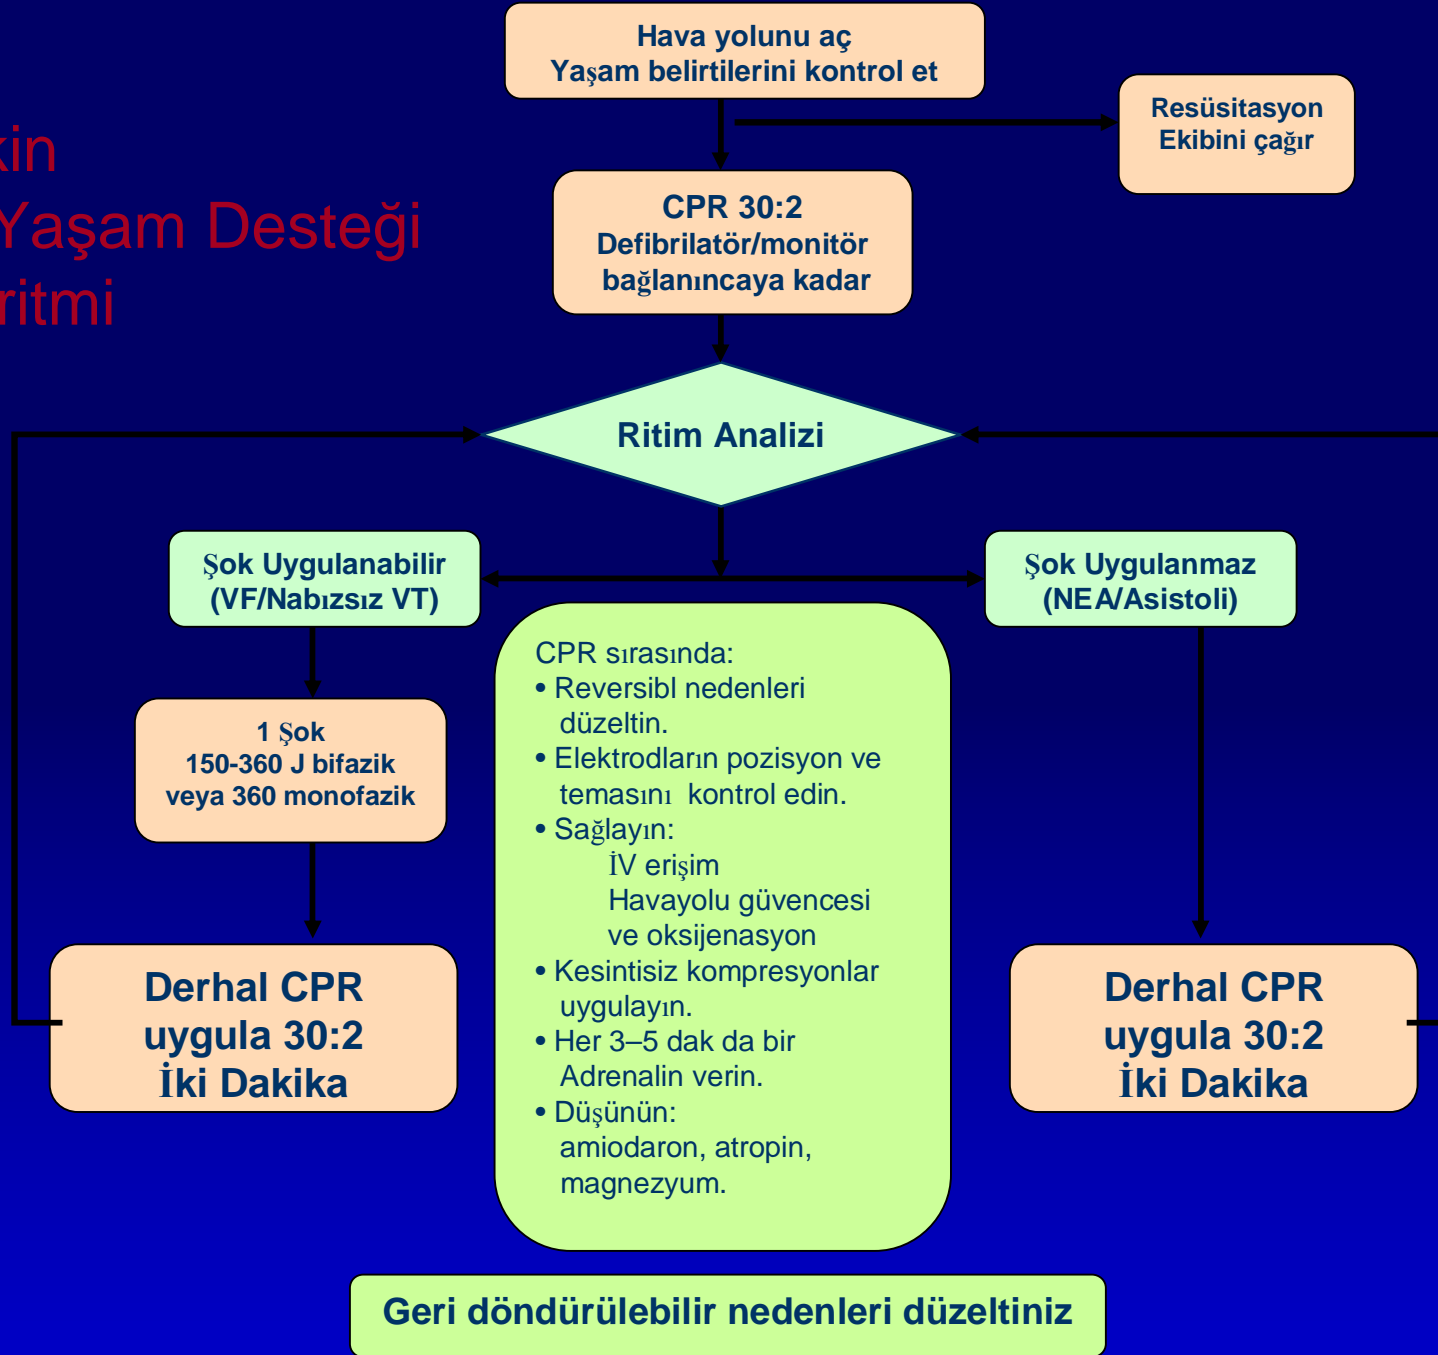 Hava yolunu aç
Yaşam belirtilerini kontrol et
Resüsitasyon
Ekibini çağır
kin
Yaşam Desteği
ritmi
CPR 30:2
Defibrilatör/monitör
bağlanıncaya kadar
Ritim Analizi
Şok Uygulanabilir
(VF/Nabızsız VT)
Şok Uygulanmaz
(NEA/Asistoli)
1 Şok
150-360 J bifazik
veya 360 monofazik
CPR sırasında:
• Reversibl nedenleri
düzeltin.
• Elektrodların pozisyon ve
temasını kontrol edin.
• Sağlayın:
İV erişim
Havayolu güvencesi
ve oksijenasyon
• Kesintisiz kompresyonlar
uygulayın.
• Her 3–5 dak da bir
Adrenalin verin.
• Düşünün:
amiodaron, atropin,
magnezyum.
Derhal CPR
uygula 30:2
İki Dakika
Derhal CPR
uygula 30:2
İki Dakika
Geri döndürülebilir nedenleri düzeltiniz